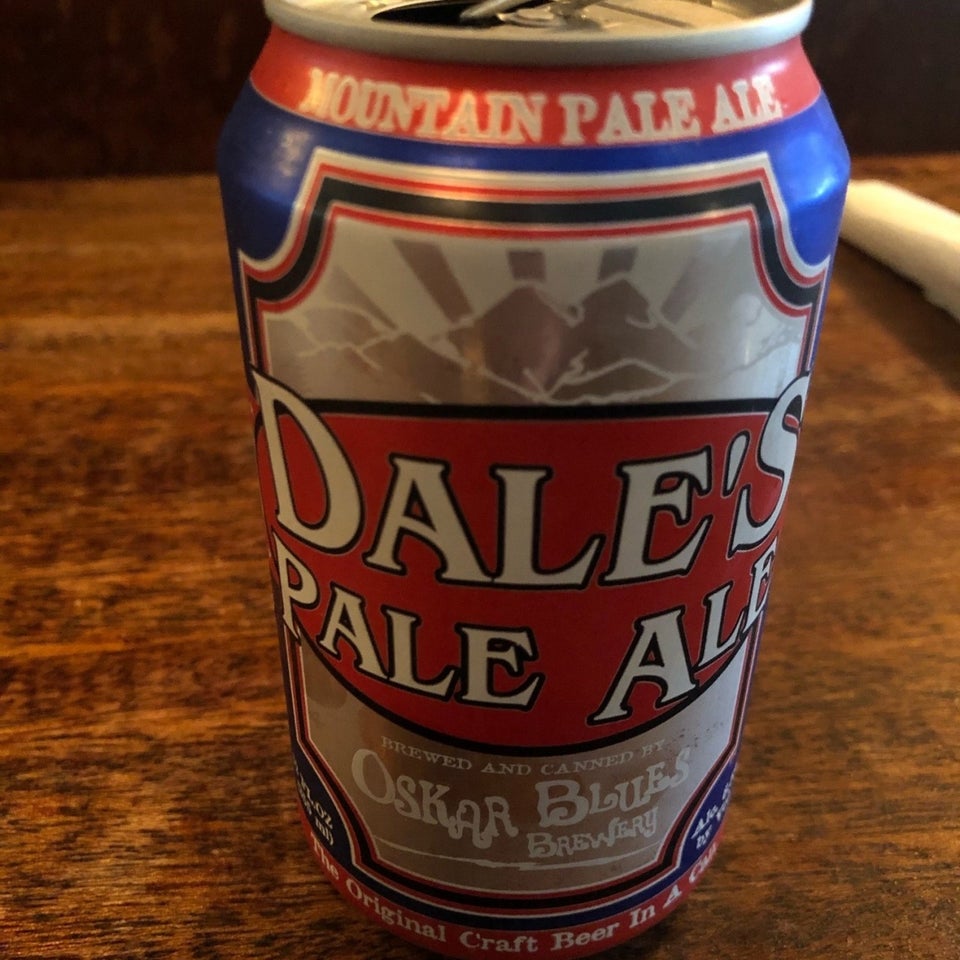 MOUNTAIN PALE ALE
DALE'S
PALE ALE
BREWED AND CANNED BY
OSKAR BLUES
BREWERY
The Original Craft Beer In A Can